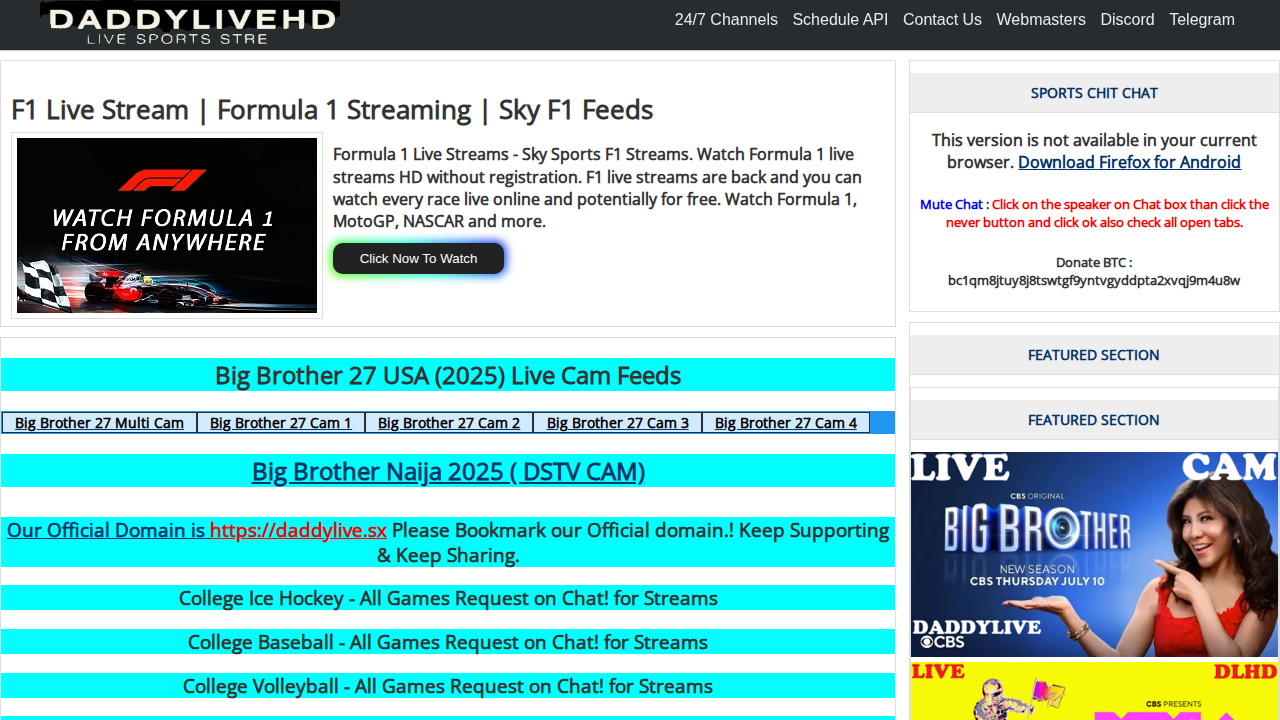 DADDYLIVEHD
LIVE SPORTS STRE
24/7 Channels Schedule API Contact Us Webmasters Discord Telegram
F1 Live Stream | Formula 1 Streaming | Sky F1 Feeds
WATCH FORMULA 1
FROM ANYWHERE
Formula 1 Live Streams - Sky Sports F1 Streams. Watch Formula 1 live
streams HD without registration. F1 live streams are back and you can
watch every race live online and potentially for free. Watch Formula 1,
MotoGP, NASCAR and more.
Click Now To Watch
Big Brother 27 USA (2025) Live Cam Feeds
Big Brother 27 Multi Cam Big Brother 27 Cam 1 Big Brother 27 Cam 2 Big Brother 27 Cam 3 Big Brother 27 Cam 4
Big Brother Naija 2025 ( DSTV CAM)
Our Official Domain is https://daddylive.sx Please Bookmark our Official domain.! Keep Supporting
& Keep Sharing.
College Ice Hockey - All Games Request on Chat! for Streams
College Baseball - All Games Request on Chat! for Streams
College Volleyball - All Games Request on Chat! for Streams
SPORTS CHIT CHAT
This version is not available in your current
browser. Download Firefox for Android
Mute Chat : Click on the speaker on Chat box than click the
never button and click ok also check all open tabs.
Donate BTC :
bc1qm8jtuy8j8tswtgf9yntvgyddpta2xvqj9m4u8w
FEATURED SECTION
FEATURED SECTION
LIVE CAM
CBS ORIGINAL
BIG BROTHER
NEW SEASON
CBS THURSDAY JULY 10
DADDYLIVE
CBS
LIVE DLHD
CBS PRESENTS